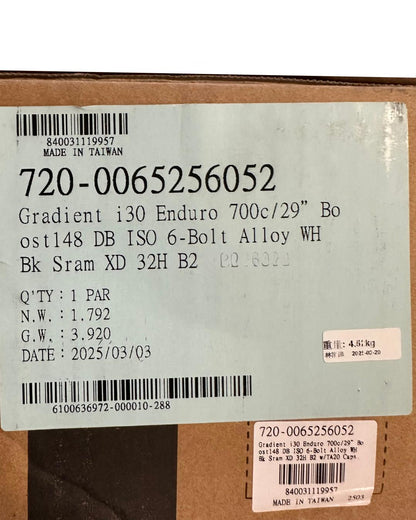 840031119957
MADE IN TAIWAN
720-0065256052
Gradient i30 Enduro 700c/29” Bo
ost148 DB ISO 6-Bolt Alloy WH
Bk Sram XD 32H B2
Q'TY：1 PAR
N.W.：1.792
G.W.：3.920
DATE：2025/03/03
重量: kg
6100636972-000010-288
720-0065256052
Gradient i30 Enduro 700c/29” Bo
ost148 DB ISO 6-Bolt Alloy WH
Bk Sram XD 32H B2 w/TA20 Caps
840031119957
MADE IN TAIWAN 2503